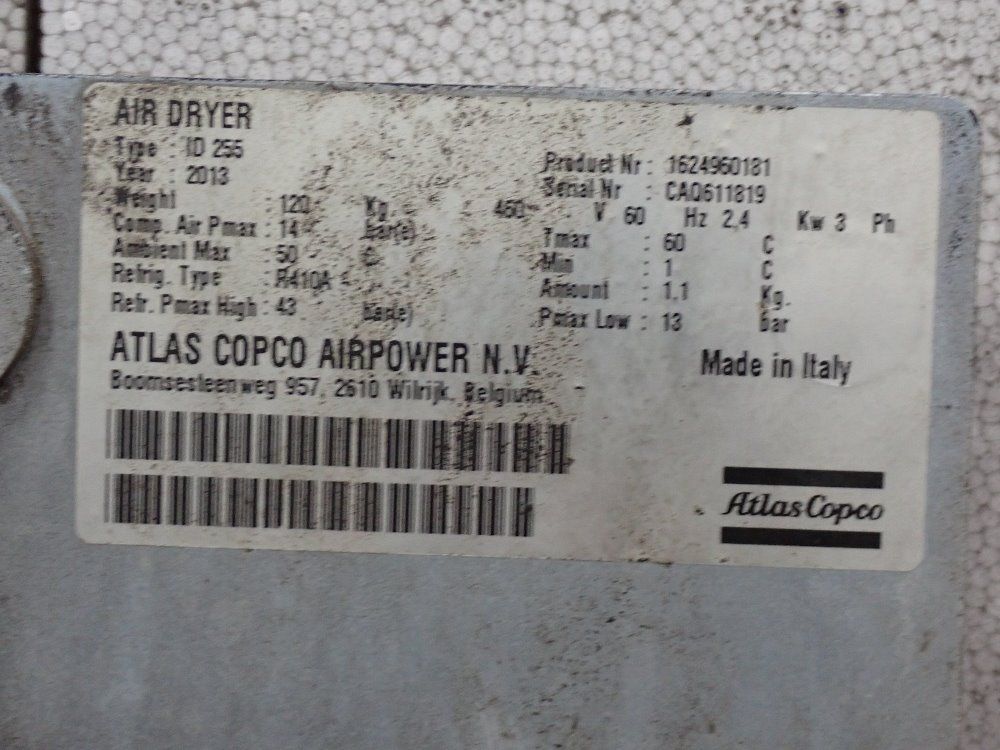 AIR DRYER
Type : ID 255
Year : 2013
Product Nr : 1624960181
Serial Nr : CAQ611819
Weight : 120 Kg. 460 V 60 Hz 2,4 Kw 3 Ph
Comp. Air Pmax : 14 bar(e) Tmax : 60 C
Ambient Max : 50 C Min : 1 C
Refrig. Type : R410A Amount : 1.1 Kg.
Refr. Pmax High : 43 bar(e) Pmax Low : 13 bar
ATLAS COPCO AIRPOWER N.V.
Made in Italy
Boomsesteenweg 957, 2610 Wilrijk, Belgium
Atlas Copco